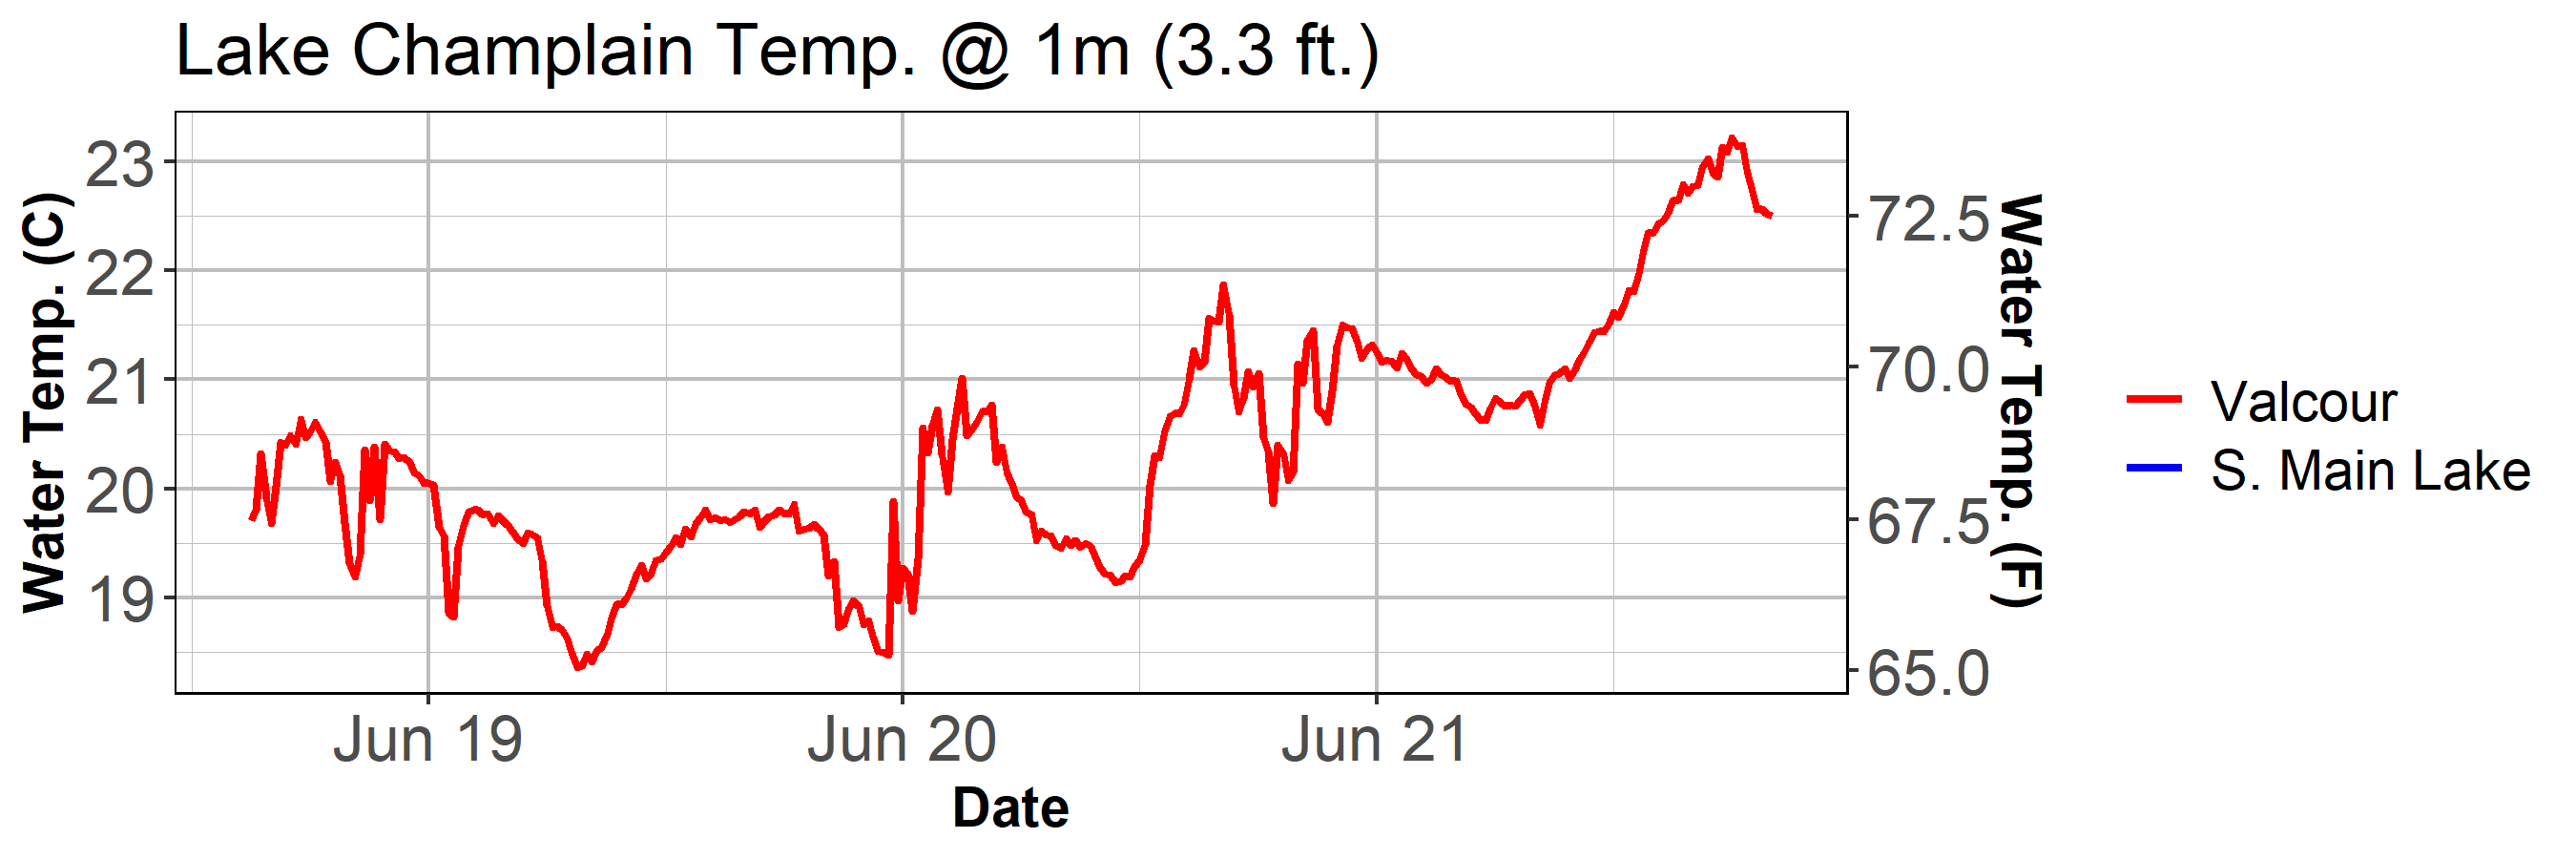 Lake Champlain Temp. @ 1m (3.3 ft.)
Water Temp. (C)
23
22
21
20
19
72.5
70.0
67.5
65.0
Water Temp. (F)
Jun 19
Jun 20
Jun 21
Date
Valcour
S. Main Lake